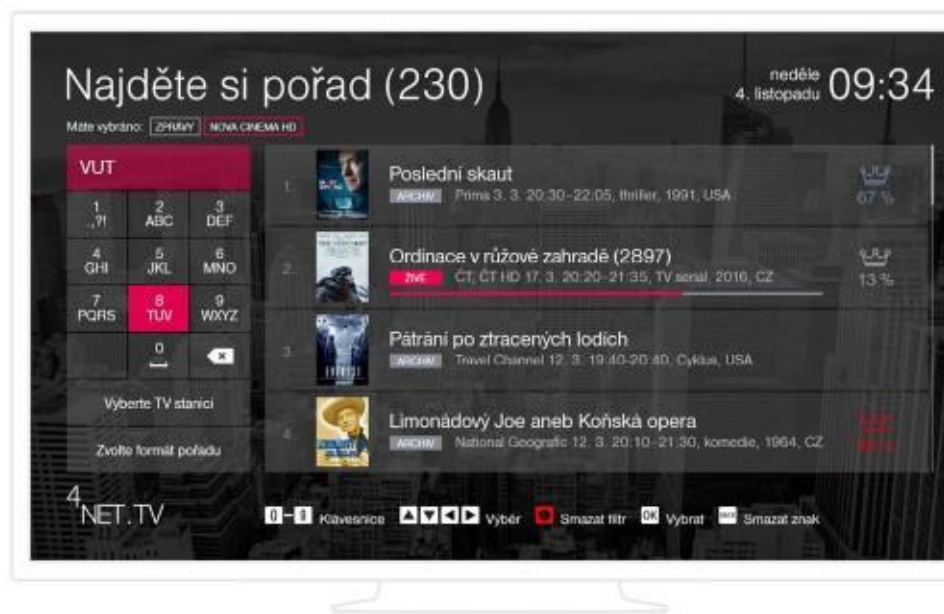 Najděte si pořad (230)
neděle
4. listopadu
09:34
Máte vybráno: ZPRÁVY NOVA CINEMA HD
VUT
1 .,?!
2 ABC
3 DEF
4 GHI
5 JKL
6 MNO
7 PQRS
8 TUV
9 WXYZ
0
Vyberte TV stanici
Zvolte formát pořadu
1.
Poslední skaut
ARCHIV Prima 3. 3. 20:30–22:05, thriller, 1991, USA
67 %
2.
Ordinace v růžové zahradě (2897)
ŽIVĚ ČT, ČT HD 17. 3. 20:20–21:35, TV seriál, 2016, CZ
13 %
3.
Pátrání po ztracených lodích
ARCHIV Travel Channel 12. 3. 19:40-20:40, Cyklus, USA
4.
Limonádový Joe aneb Koňská opera
ARCHIV National Geografic 12. 3. 20:10–21:30, komedie, 1964, CZ
4NET.TV
0–9 Klávesnice
Výběr
Smazat filtr
OK Vybrat
BACK Smazat znak